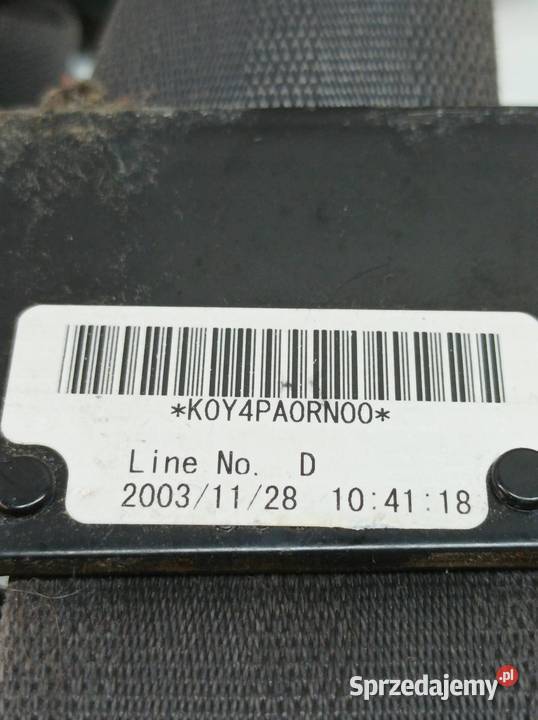 *K0Y4PA0RN00*
Line No. D
2003/11/28 10:41:18
Sprzedajemy.pl